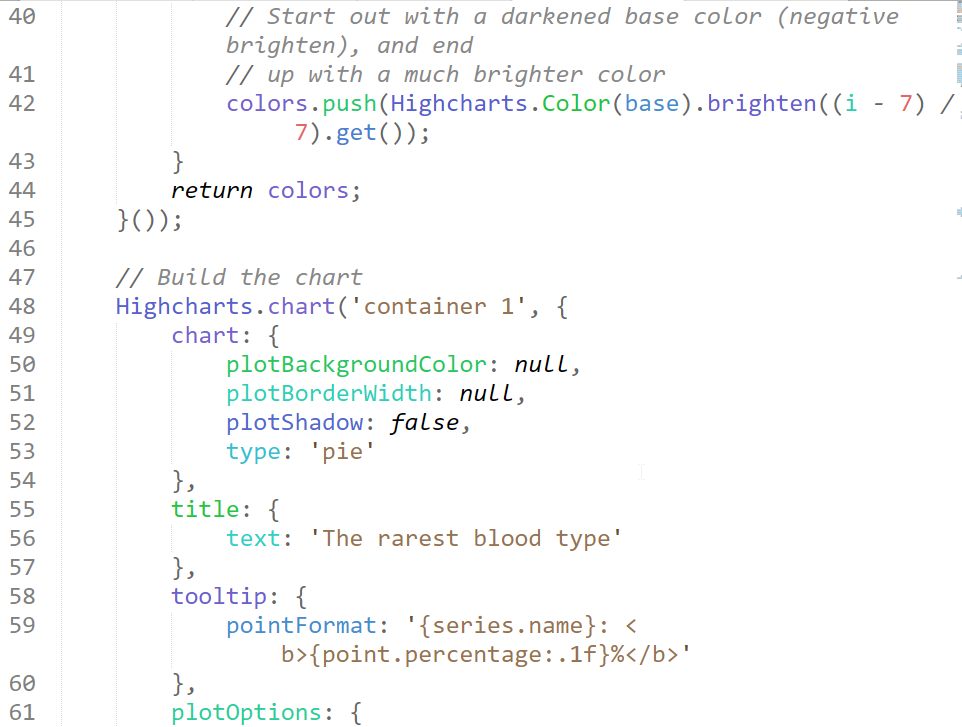 40 // Start out with a darkened base color (negative
brighten), and end
41 // up with a much brighter color
42 colors.push(Highcharts.Color(base).brighten((i - 7) /
7).get());
43 }
44 return colors;
45 }());
46
47 // Build the chart
48 Highcharts.chart('container 1', {
49 chart: {
50 plotBackgroundColor: null,
51 plotBorderWidth: null,
52 plotShadow: false,
53 type: 'pie'
54 },
55 title: {
56 text: 'The rarest blood type'
57 },
58 tooltip: {
59 pointFormat: '{series.name}: <
b>{point.percentage:.1f}%</b>'
60 },
61 plotOptions: {